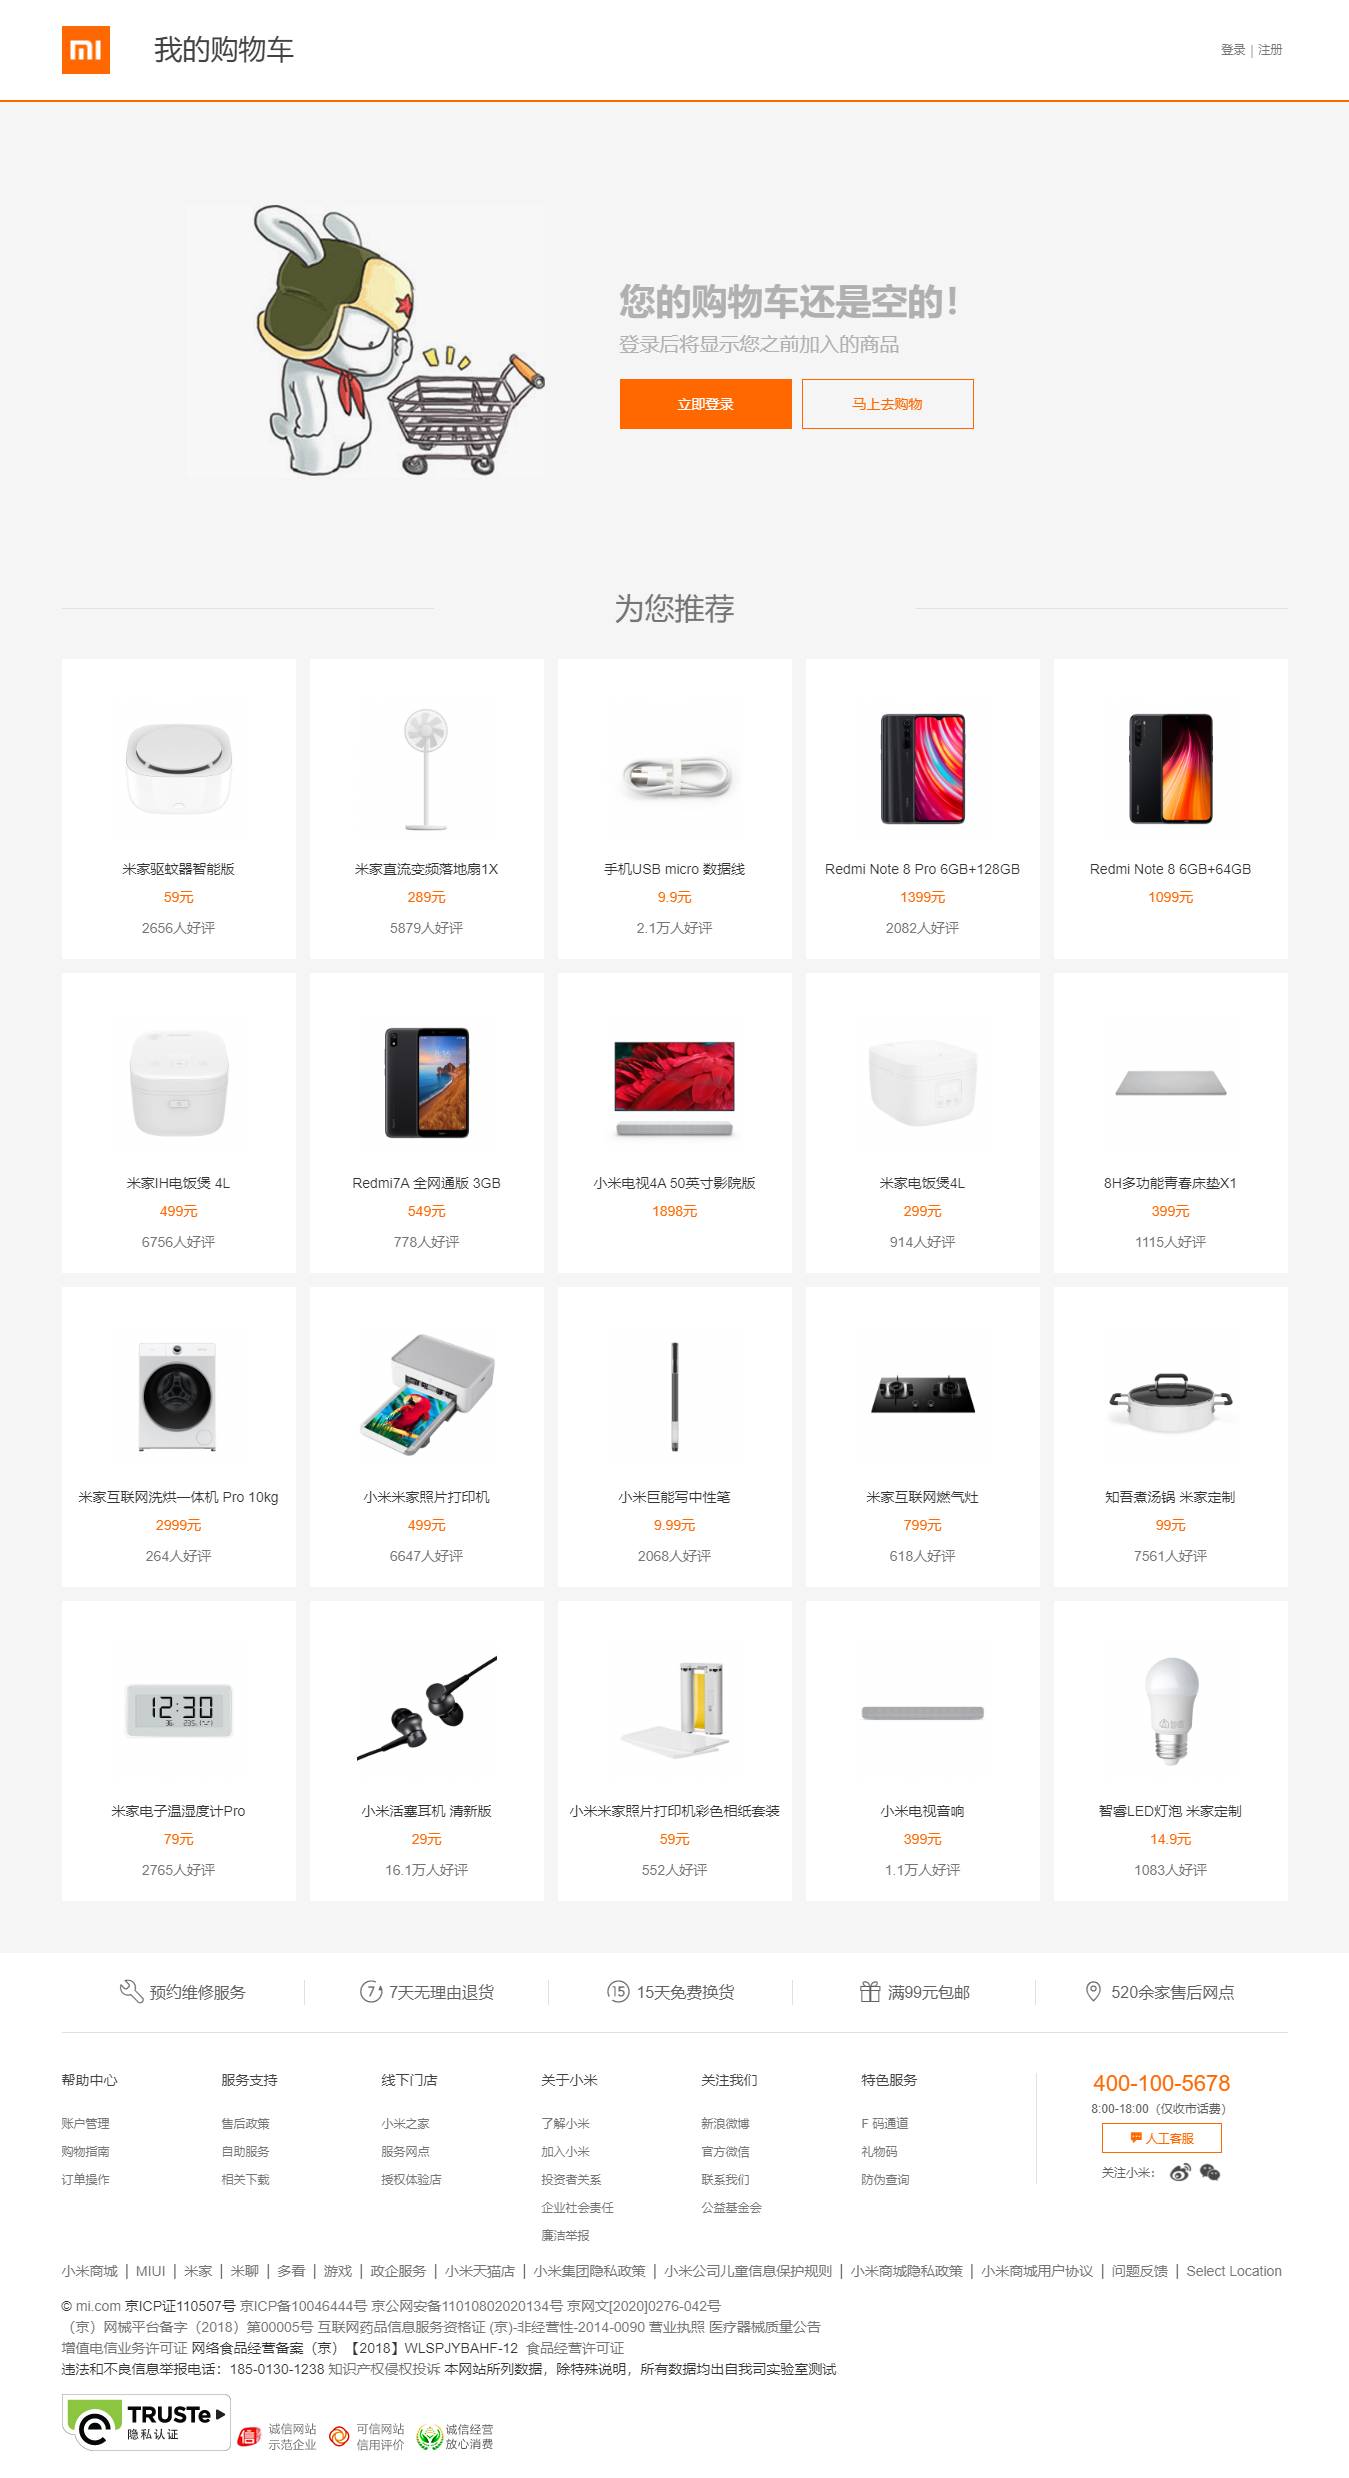 mi 我的购物车 登录 | 注册
您的购物车还是空的！
登录后将显示您之前加入的商品
立即登录 马上去购物
为您推荐
米家驱蚊器智能版
59元
2656人好评
米家直流变频落地扇1X
289元
5879人好评
手机USB micro 数据线
9.9元
2.1万人好评
Redmi Note 8 Pro 6GB+128GB
1399元
2082人好评
Redmi Note 8 6GB+64GB
1099元
米家IH电饭煲 4L
499元
6756人好评
Redmi7A 全网通版 3GB
549元
778人好评
小米电视4A 50英寸影院版
1898元
米家电饭煲4L
299元
914人好评
8H多功能青春床垫X1
399元
1115人好评
米家互联网洗烘一体机 Pro 10kg
2999元
264人好评
小米米家照片打印机
499元
6647人好评
小米巨能写中性笔
9.99元
2068人好评
米家互联网燃气灶
799元
618人好评
知吾煮汤锅 米家定制
99元
7561人好评
12:30
米家电子温湿度计Pro
79元
2765人好评
小米活塞耳机 清新版
29元
16.1万人好评
小米米家照片打印机彩色相纸套装
59元
552人好评
小米电视音响
399元
1.1万人好评
智睿LED灯泡 米家定制
14.9元
1083人好评
预约维修服务 7 7天无理由退货 15 15天免费换货 满99元包邮 520余家售后网点
帮助中心
账户管理
购物指南
订单操作
服务支持
售后政策
自助服务
相关下载
线下门店
小米之家
服务网点
授权体验店
关于小米
了解小米
加入小米
投资者关系
企业社会责任
廉洁举报
关注我们
新浪微博
官方微信
联系我们
公益基金会
特色服务
F 码通道
礼物码
防伪查询
400-100-5678
8:00-18:00（仅收市话费）
人工客服
关注小米：
小米商城 | MIUI | 米家 | 米聊 | 多看 | 游戏 | 政企服务 | 小米天猫店 | 小米集团隐私政策 | 小米公司儿童信息保护规则 | 小米商城隐私政策 | 小米商城用户协议 | 问题反馈 | Select Location
© mi.com 京ICP证110507号 京ICP备10046444号 京公网安备11010802020134号 京网文[2020]0276-042号
（京）网械平台备字（2018）第00005号 互联网药品信息服务资格证 (京)-非经营性-2014-0090 营业执照 医疗器械质量公告
增值电信业务许可证 网络食品经营备案（京）【2018】WLSPJYBAHF-12 食品经营许可证
违法和不良信息举报电话：185-0130-1238 知识产权侵权投诉 本网站所列数据，除特殊说明，所有数据均出自我司实验室测试
TRUSTe
隐私认证
信 诚信网站
示范企业
可信网站
信用评价
诚信经营
放心消费